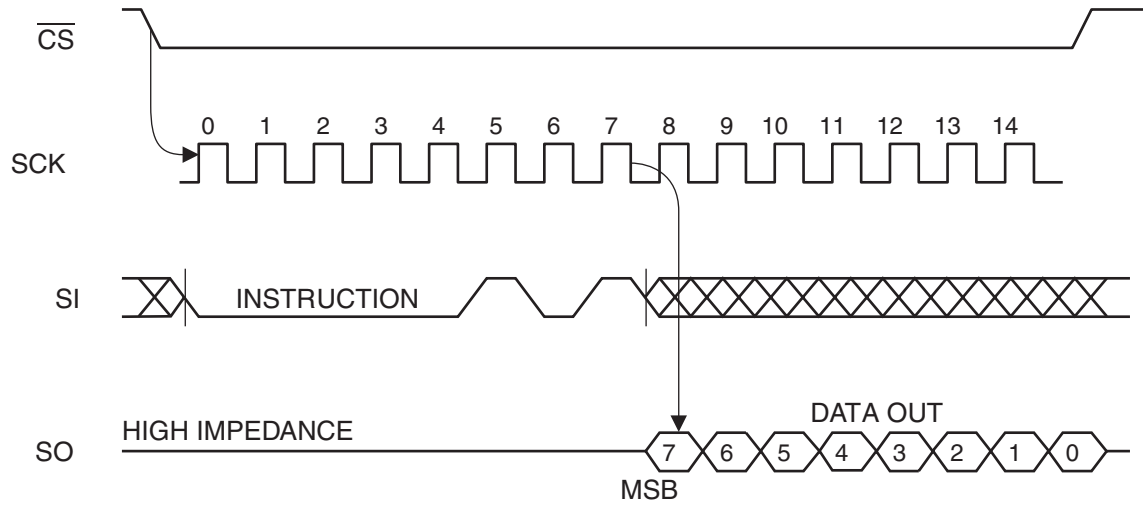 CS
0 1 2 3 4 5 6 7 8 9 10 11 12 13 14
SCK
SI INSTRUCTION
DATA OUT
HIGH IMPEDANCE
SO 7 6 5 4 3 2 1 0
MSB